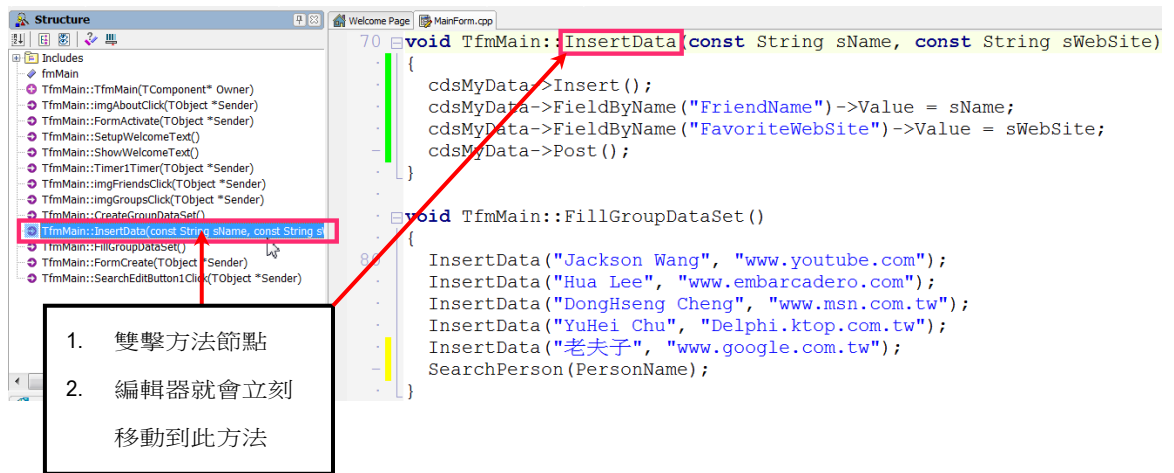 Structure
Includes
fmMain
TfmMain::TfmMain(TComponent* Owner)
TfmMain::imgAboutClick(TObject *Sender)
TfmMain::FormActivate(TObject *Sender)
TfmMain::SetupWelcomeText()
TfmMain::ShowWelcomeText()
TfmMain::Timer1Timer(TObject *Sender)
TfmMain::imgFriendsClick(TObject *Sender)
TfmMain::imgGroupsClick(TObject *Sender)
TfmMain::CreateGroupDataSet()
TfmMain::InsertData(const String sName, const String s
TfmMain::FillGroupDataSet()
TfmMain::FormCreate(TObject *Sender)
TfmMain::SearchEditButton1Click(TObject *Sender)
1. 雙擊方法節點
2. 編輯器就會立刻
移動到此方法
Welcome Page MainForm.cpp
70 void TfmMain::InsertData(const String sName, const String sWebSite)
{
cdsMyData->Insert();
cdsMyData->FieldByName("FriendName")->Value = sName;
cdsMyData->FieldByName("FavoriteWebSite")->Value = sWebSite;
cdsMyData->Post();
}
void TfmMain::FillGroupDataSet()
{
80 InsertData("Jackson Wang", "www.youtube.com");
InsertData("Hua Lee", "www.embarcadero.com");
InsertData("DongHseng Cheng", "www.msn.com.tw");
InsertData("YuHei Chu", "Delphi.ktop.com.tw");
InsertData("老夫子", "www.google.com.tw");
SearchPerson(PersonName);
}